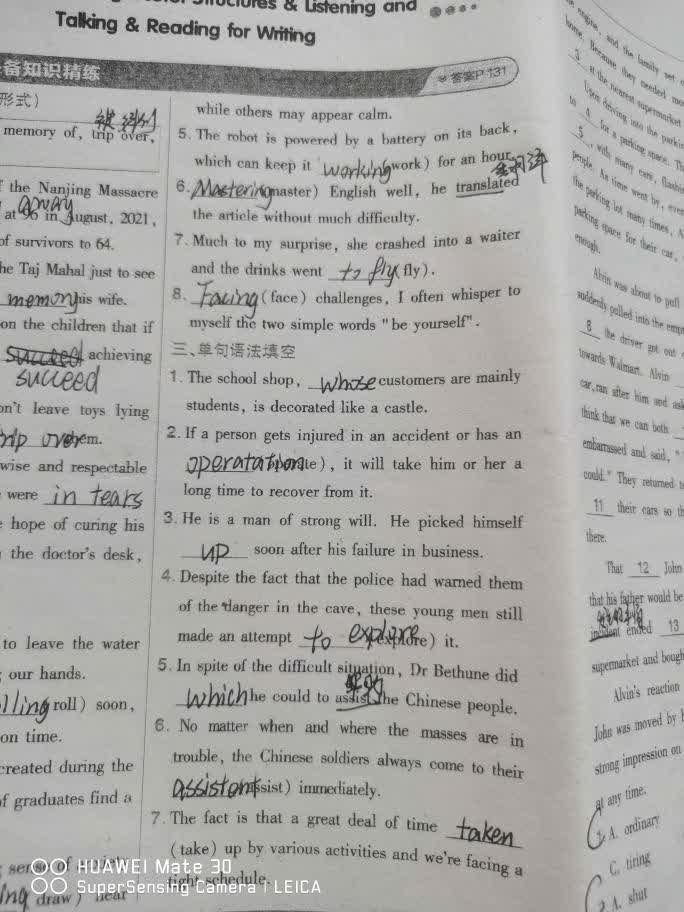 Structures & Listening and
Talking & Reading for Writing
备知识精练
答案P 131
形式)
memory of, trip over,
f the Nanjing Massacre
away
at 96 in August, 2021,
of survivors to 64.
he Taj Mahal just to see
memory his wife.
on the children that if
succeed achieving
succeed
on't leave toys lying
rip over em.
wise and respectable
were in tears
e hope of curing his
the doctor's desk,
to leave the water
our hands.
lling roll) soon,
on time.
created during the
of graduates find a
sense of
ing draw) near
while others may appear calm.
5. The robot is powered by a battery on its back,
which can keep it working work) for an hour.
6. Mastering master) English well, he translated
the article without much difficulty.
7. Much to my surprise, she crashed into a waiter
and the drinks went to fly (fly).
8. Facing (face) challenges, I often whisper to
myself the two simple words "be yourself".
三、单句语法填空
1. The school shop, whose customers are mainly
students, is decorated like a castle.
2. If a person gets injured in an accident or has an
operatation te), it will take him or her a
long time to recover from it.
3. He is a man of strong will. He picked himself
up soon after his failure in business.
4. Despite the fact that the police had warned them
of the danger in the cave, these young men still
made an attempt to explore (explore) it.
5. In spite of the difficult situation, Dr Bethune did
which he could to assist the Chinese people.
6. No matter when and where the masses are in
trouble, the Chinese soldiers always come to their
assistant ssist) immediately.
7. The fact is that a great deal of time taken
(take) up by various activities and we're facing a
tight schedule.
engine, and the family set
home. Because they needed
3 at the nearest supermarket
Upon driving into the parkin
to 4 for a parking space. Th
5, with many cars, flashin
people. As time went by, even
the parking lot many times, A
parking space for their car,
enough.
Alvin was about to pull
suddenly pulled into the emp
8 the driver got out
towards Walmart. Alvin
car, ran after him and ask
think that we can both
embarrassed and said, "
could." They returned t
11 their cars so th
there.
That 12 John
that his father would be
incident ended 13
supermarket and bough
Alvin's reaction
John was moved by h
strong impression on
at any time.
1. A. ordinary
C. tiring
2. A. shut
HUAWEI Mate 30
SuperSensing Camera | LEICA